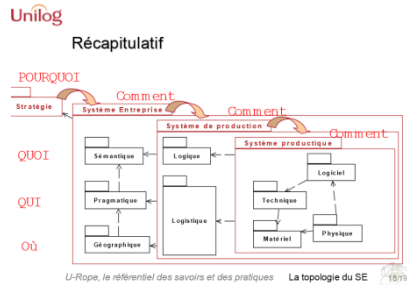 Unilog
Récapitulatif
POURQUOI
Comment
Stratégie
Système Entreprise
Comment
Système de production
Comment
Système productique
QUOI
Sémantique
Logique
Logiciel
QUI
Pragmatique
Technique
Logistique
Où
Géographique
Matériel
Physique
U-Rope, le référentiel des savoirs et des pratiques
La topologie du SE
18/19